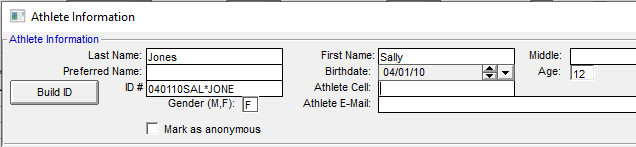 Athlete Information
Athlete Information
Last Name: Jones First Name: Sally Middle:
Preferred Name: Birthdate: 04/01/10 Age: 12
Build ID ID # 040110SAL*JONE Athlete Cell:
Gender (M,F): F Athlete E-Mail:
Mark as anonymous